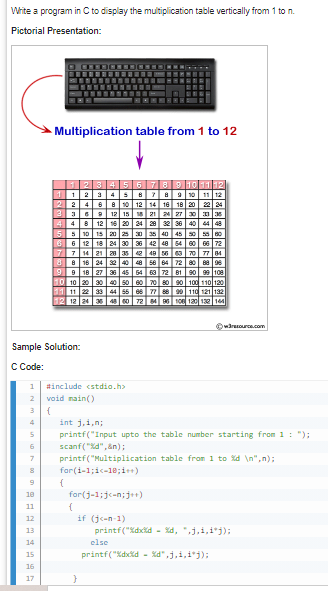 Write a program in C to display the multiplication table vertically from 1 to n.
Pictorial Presentation:
Multiplication table from 1 to 12
1 2 3 4 5 6 7 8 9 10 11 12
1 1 2 3 4 5 6 7 8 9 10 11 12
2 2 4 6 8 10 12 14 16 18 20 22 24
3 3 6 9 12 15 18 21 24 27 30 33 36
4 4 8 12 16 20 24 28 32 36 40 44 48
5 5 10 15 20 25 30 35 40 45 50 55 60
6 6 12 18 24 30 36 42 48 54 60 66 72
7 7 14 21 28 35 42 49 56 63 70 77 84
8 8 16 24 32 40 48 56 64 72 80 88 96
9 9 18 27 36 45 54 63 72 81 90 99 108
10 10 20 30 40 50 60 70 80 90 100 110 120
11 11 22 33 44 55 66 77 88 99 110 121 132
12 12 24 36 48 60 72 84 96 108 120 132 144
© w3resource.com
Sample Solution:
C Code:
1 #include <stdio.h>
2 void main()
3 {
4 int j,i,n;
5 printf("Input upto the table number starting from 1 : ");
6 scanf("%d",&n);
7 printf("Multiplication table from 1 to %d \n",n);
8 for(i=1;i<=10;i++)
9 {
10 for(j=1;j<=n;j++)
11 {
12 if (j<=n-1)
13 printf("%dx%d = %d, ",j,i,i*j);
14 else
15 printf("%dx%d = %d",j,i,i*j);
16
17 }